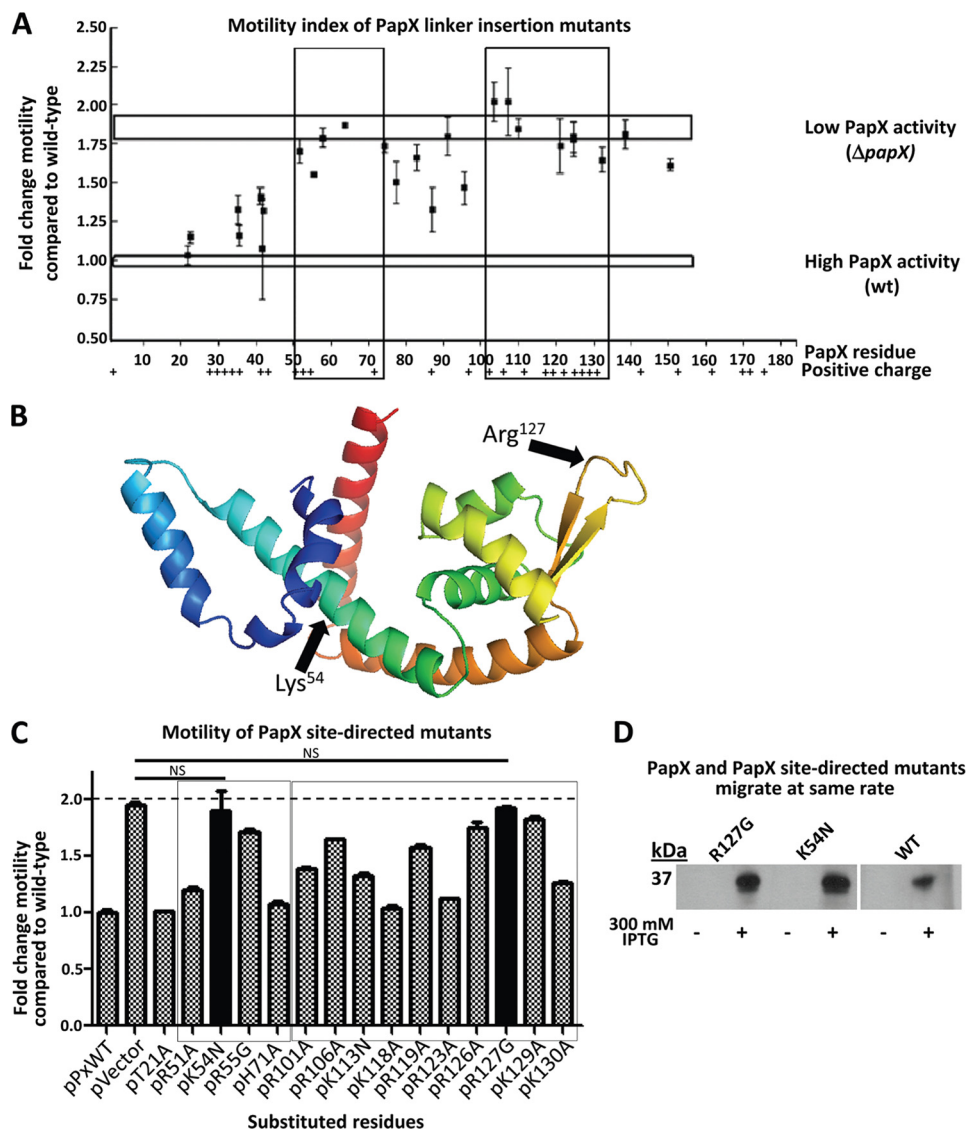 A
Motility index of PapX linker insertion mutants
Fold change motility
compared to wild-type
2.50
2.25
2.00
1.75
1.50
1.25
1.00
0.75
0.50
10 20 30 40 50 60 70 80 90 100 110 120 130 140 150 160 170 180
Low PapX activity
(ΔpapX)
High PapX activity
(wt)
PapX residue
Positive charge
B
Arg127
Lys54
C
Motility of PapX site-directed mutants
NS
NS
Fold change motility
compared to wild-type
2.0
1.5
1.0
0.5
0.0
pPxWT pVector pT21A pR51A pK54N pR55G pH71A pR101A pR106A pK113N pK118A pR119A pR123A pR126A pR127G pK129A pK130A
Substituted residues
D
PapX and PapX site-directed mutants
migrate at same rate
R127G K54N WT
kDa
37
300 mM
IPTG
- + - + - +